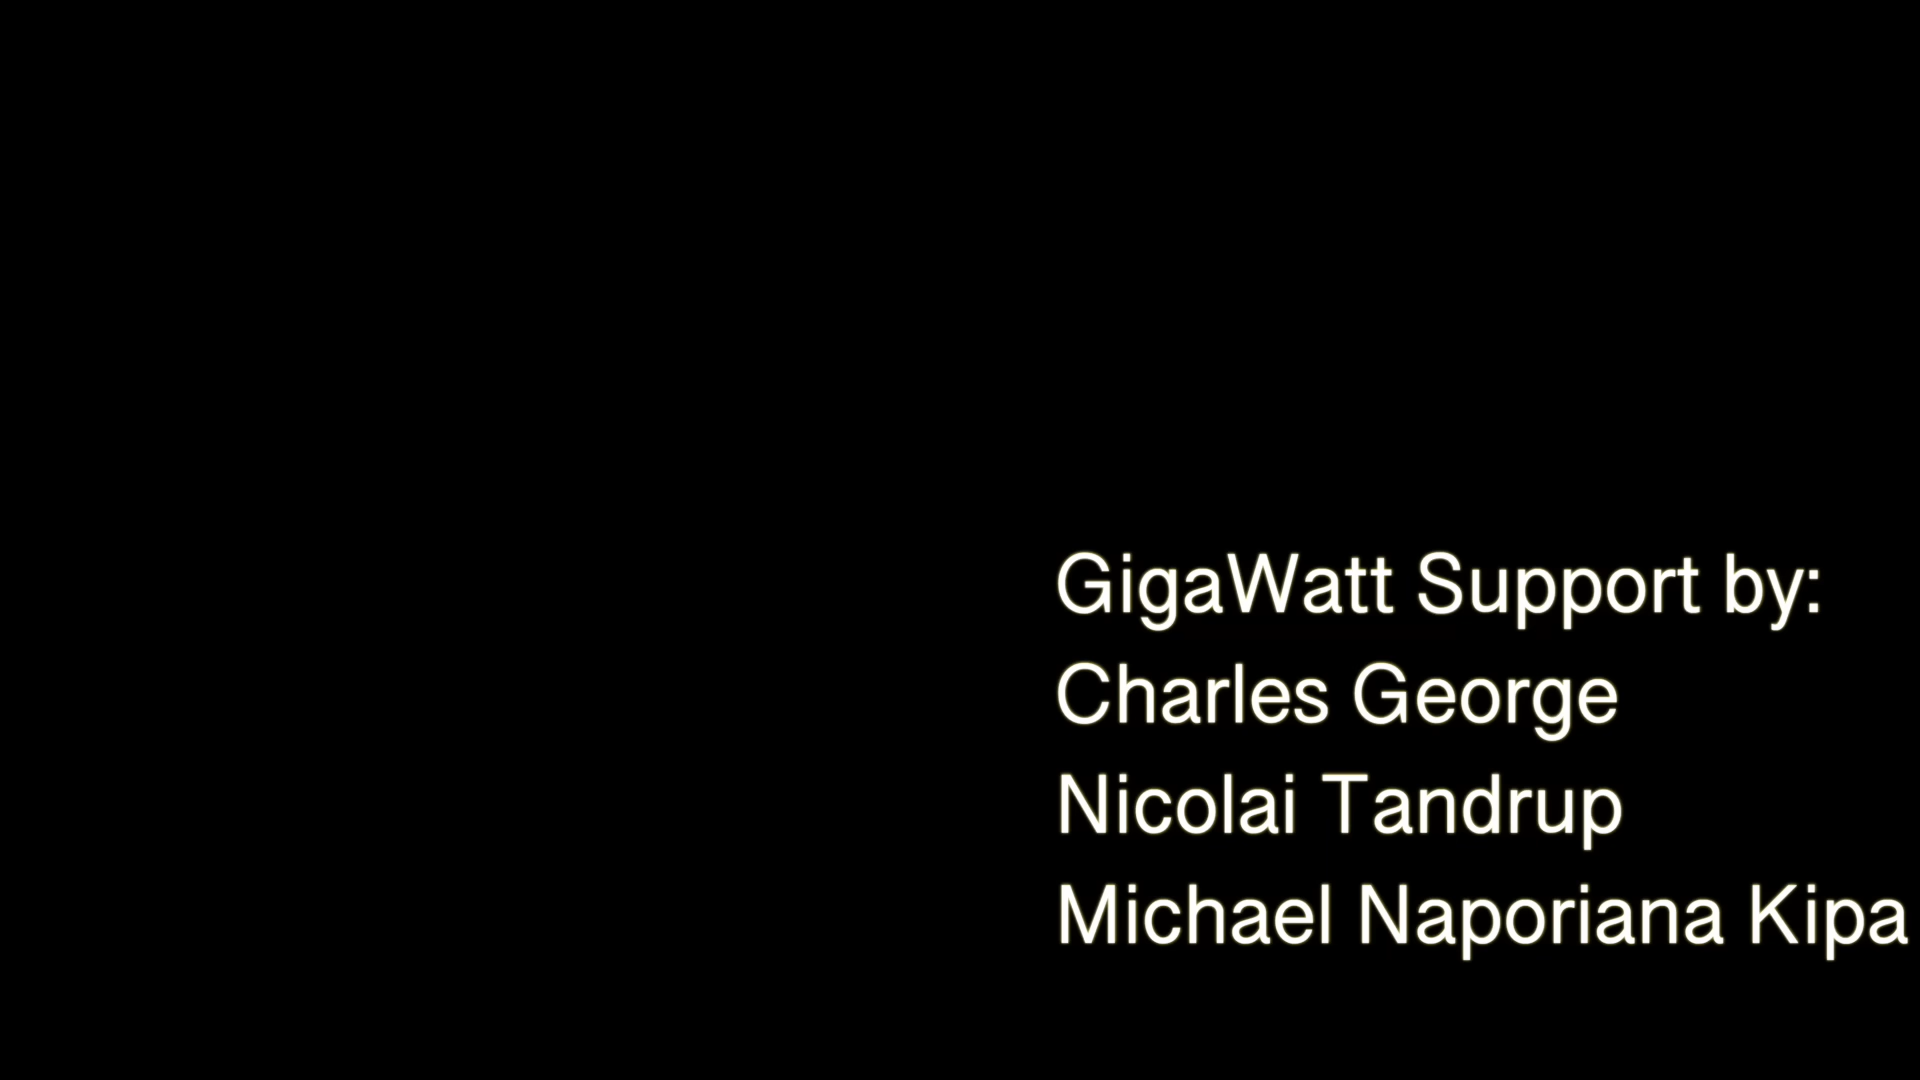 GigaWatt Support by:
Charles George
Nicolai Tandrup
Michael Naporiana Kipa